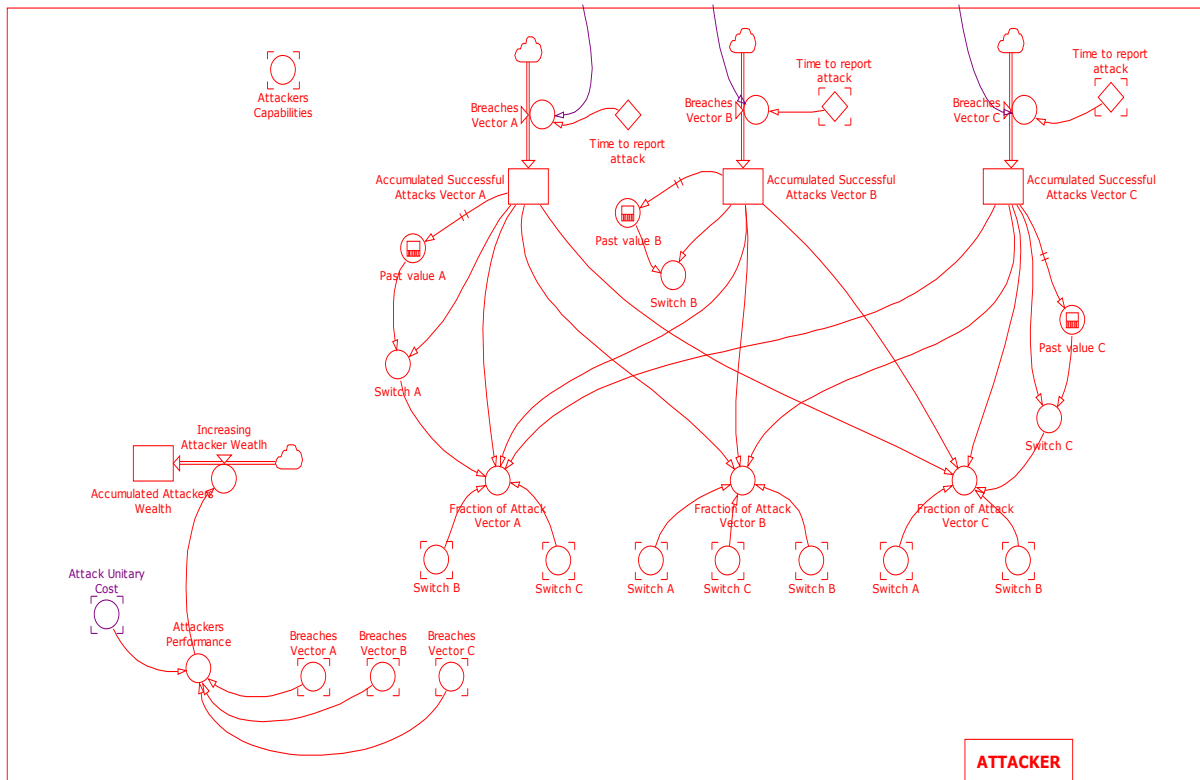 Attackers
Capabilities
Breaches
Vector A
Time to report
attack
Breaches
Vector B
Time to report
attack
Breaches
Vector C
Time to report
attack
Accumulated Successful
Attacks Vector A
Accumulated Successful
Attacks Vector B
Accumulated Successful
Attacks Vector C
Past value A
Past value B
Past value C
Switch A
Switch B
Switch C
Increasing
Attacker Weatlh
Accumulated Attackers
Wealth
Fraction of Attack
Vector A
Fraction of Attack
Vector B
Fraction of Attack
Vector C
Switch B
Switch C
Switch A
Switch C
Switch B
Switch A
Switch B
Attack Unitary
Cost
Attackers
Performance
Breaches
Vector A
Breaches
Vector B
Breaches
Vector C
ATTACKER